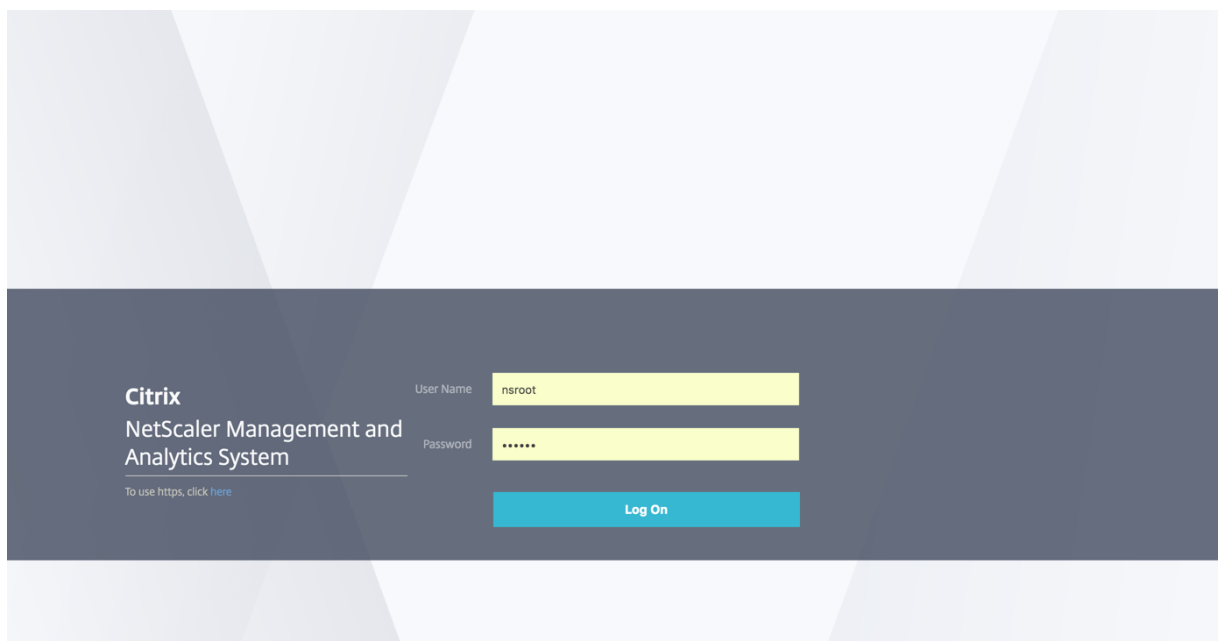 Citrix
NetScaler Management and
Analytics System
To use https, click here
User Name
nsroot
Password
••••••
Log On